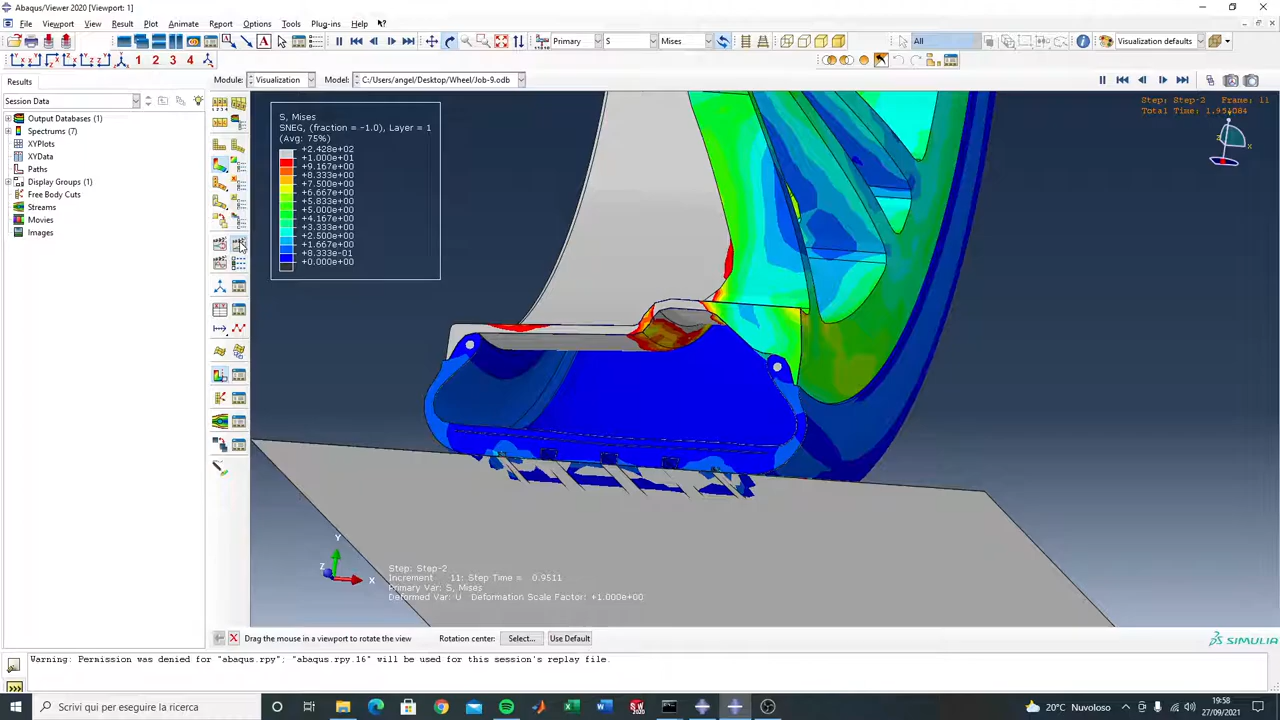 Abaqus/Viewer 2020 [Viewport: 1]
File Viewport View Result Plot Animate Report Options Tools Plug-ins Help
Primary S Mises All Visualization defaults
1 2 3 4
Results Module: Visualization Model: C:/Users/angel/Desktop/Wheel/Job-9.odb
Session Data
Output Databases (1)
Spectrums (7)
XYPlots
XYData
Paths
Display Groups (1)
Free Body Cuts
Streams
Movies
Images
S, Mises
SNEG, (fraction = -1.0), Layer = 1
(Avg: 75%)
+2.439e+02
+1.000e+01
+9.167e+00
+8.333e+00
+7.500e+00
+6.667e+00
+5.833e+00
+5.000e+00
+4.167e+00
+3.333e+00
+2.500e+00
+1.667e+00
+8.333e-01
+0.000e+00
Step: Step-2 Frame: 11
Total Time: 1.954084
X
Y
Z
X
Step: Step-2
Increment 11: Step Time = 0.9511
Primary Var: S, Mises
Deformed Var: U Deformation Scale Factor: +1.000e+00
Drag the mouse in a viewport to rotate the view Rotation center: Select... Use Default
SIMULIA
Warning: Permission was denied for "abaqus.rpy", "abaqus.rpy.16" will be used for this session's replay file.
Scrivi qui per eseguire la ricerca
20°C Nuvoloso
19:58
27/09/2021